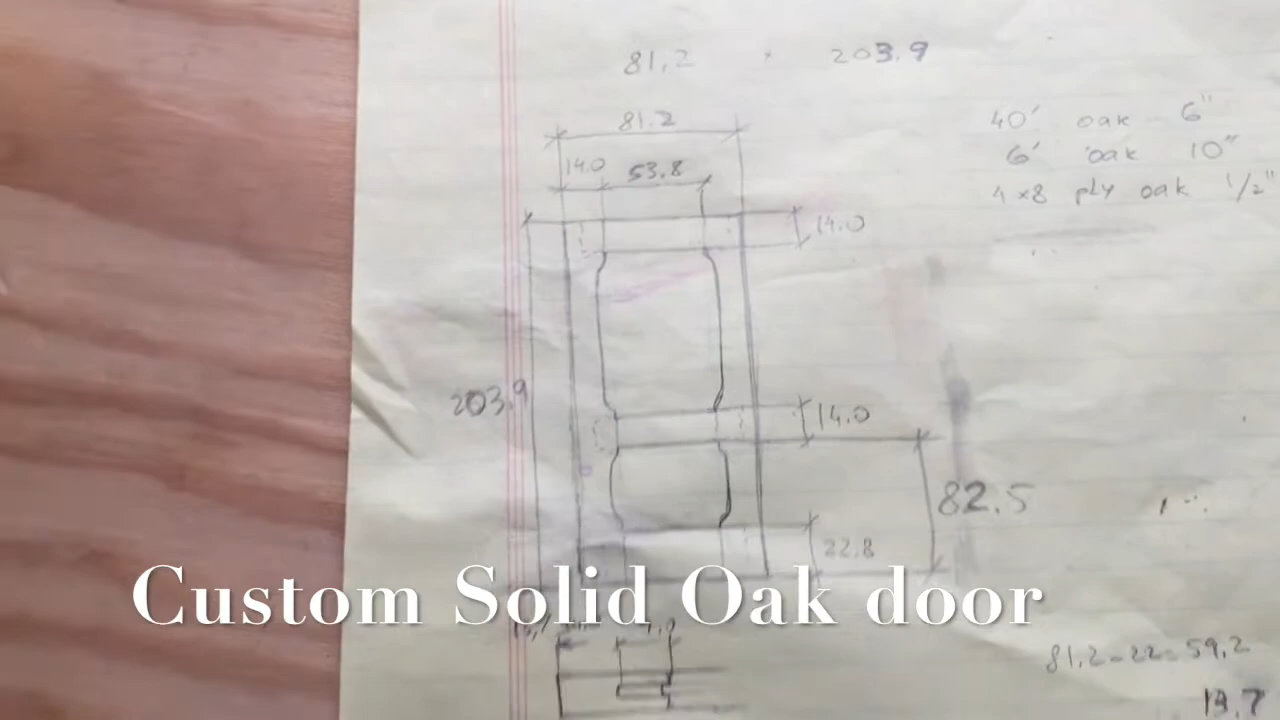 81.2 × 203.9
81.2
40' oak 6"
6' oak 10"
4×8 ply oak 1/2"
14.0 53.8
14.0
203.9
14.0
82.5
22.8
Custom Solid Oak door
81,2-22=59,2